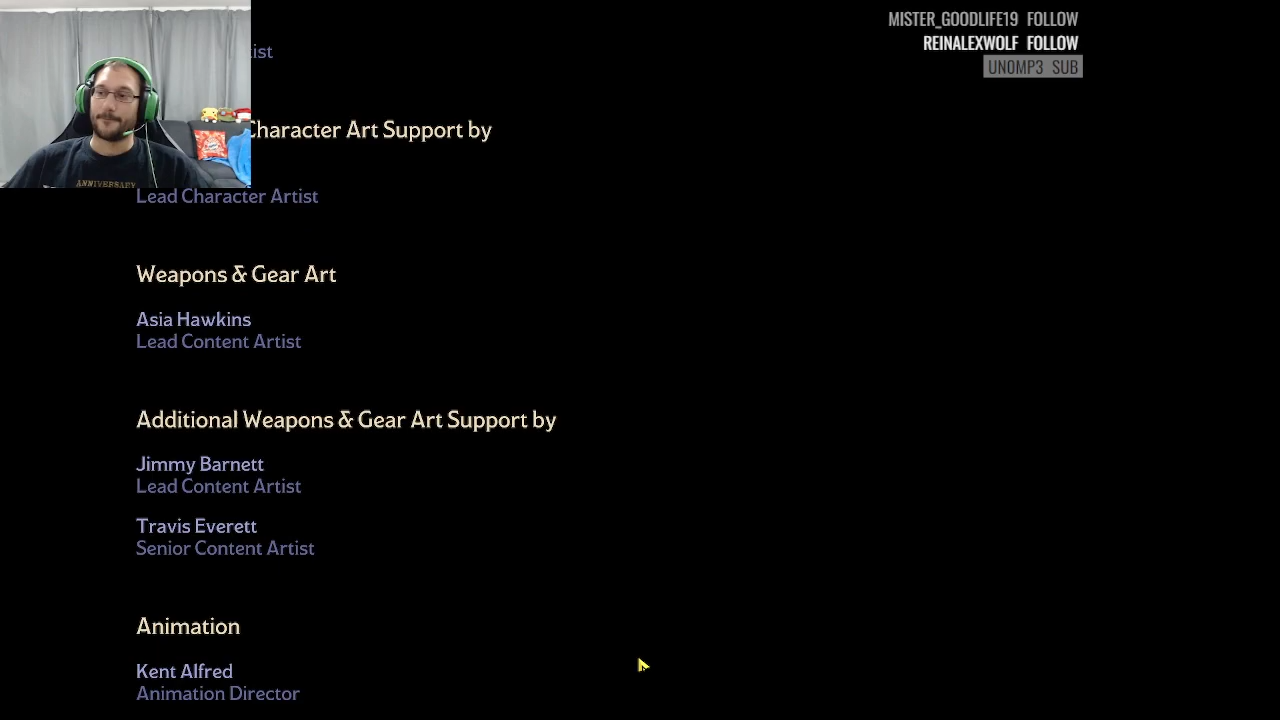 MISTER_GOODLIFE19 FOLLOW
REINALEXWOLF FOLLOW
UNOMP3 SUB
ist
Character Art Support by
ANNIVERSARY
Lead Character Artist
Weapons & Gear Art
Asia Hawkins
Lead Content Artist
Additional Weapons & Gear Art Support by
Jimmy Barnett
Lead Content Artist
Travis Everett
Senior Content Artist
Animation
Kent Alfred
Animation Director